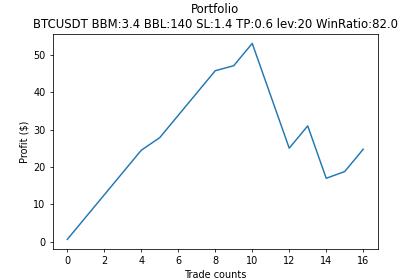 Portfolio
BTCUSDT BBM:3.4 BBL:140 SL:1.4 TP:0.6 lev:20 WinRatio:82.0
50
40
30
20
10
0
Profit ($)
0 2 4 6 8 10 12 14 16
Trade counts